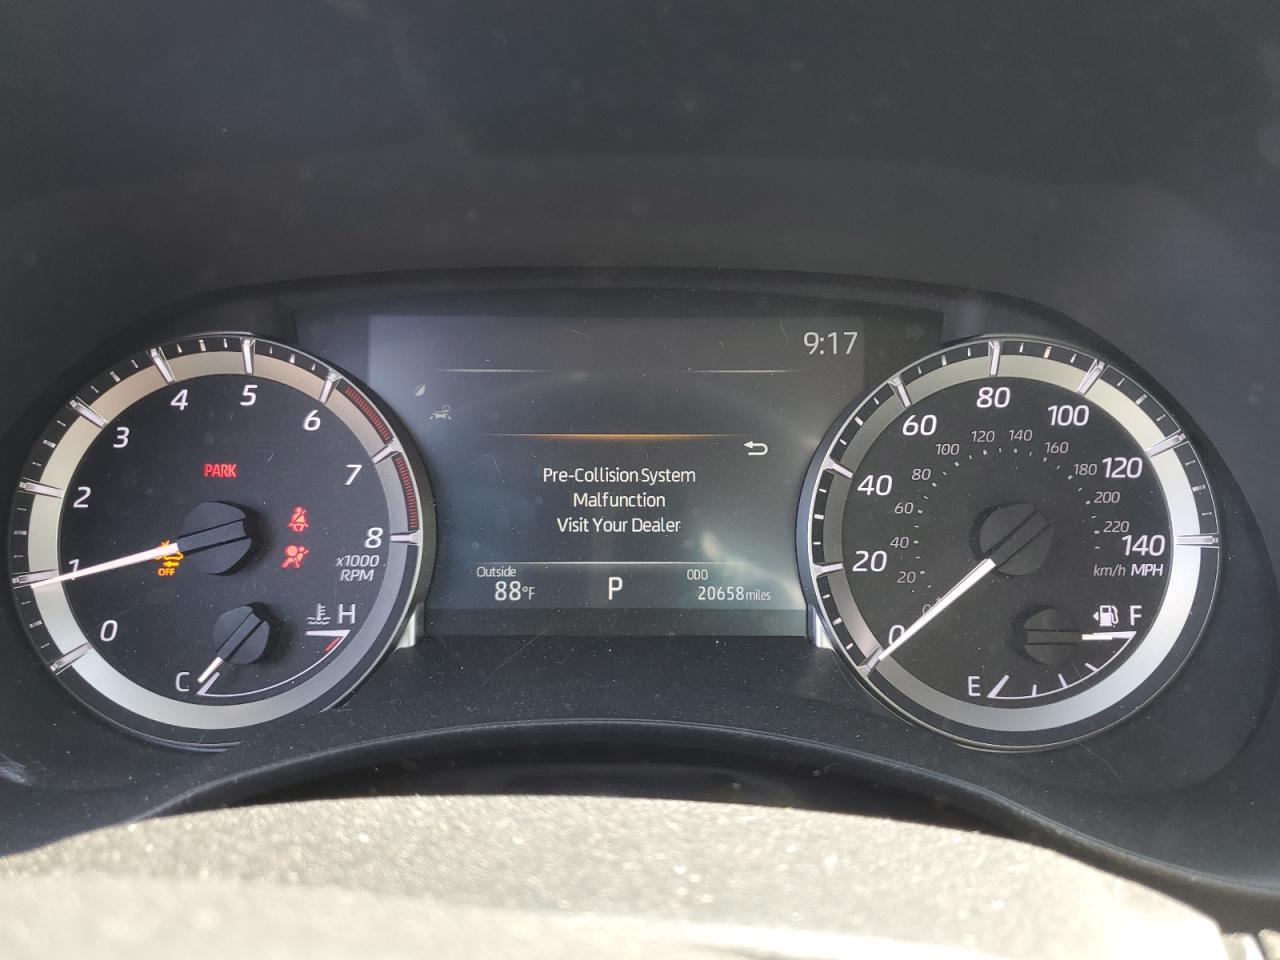 9:17
Pre-Collision System
Malfunction
Visit Your Dealer
Outside
88°F
P
ODO
20658 miles
0
1
2
3
4
5
6
7
8
x1000
RPM
PARK
OFF
H
C
0
20
40
60
80
100
120
140
MPH
km/h
0
20
40
60
80
100
120
140
160
180
200
220
F
E